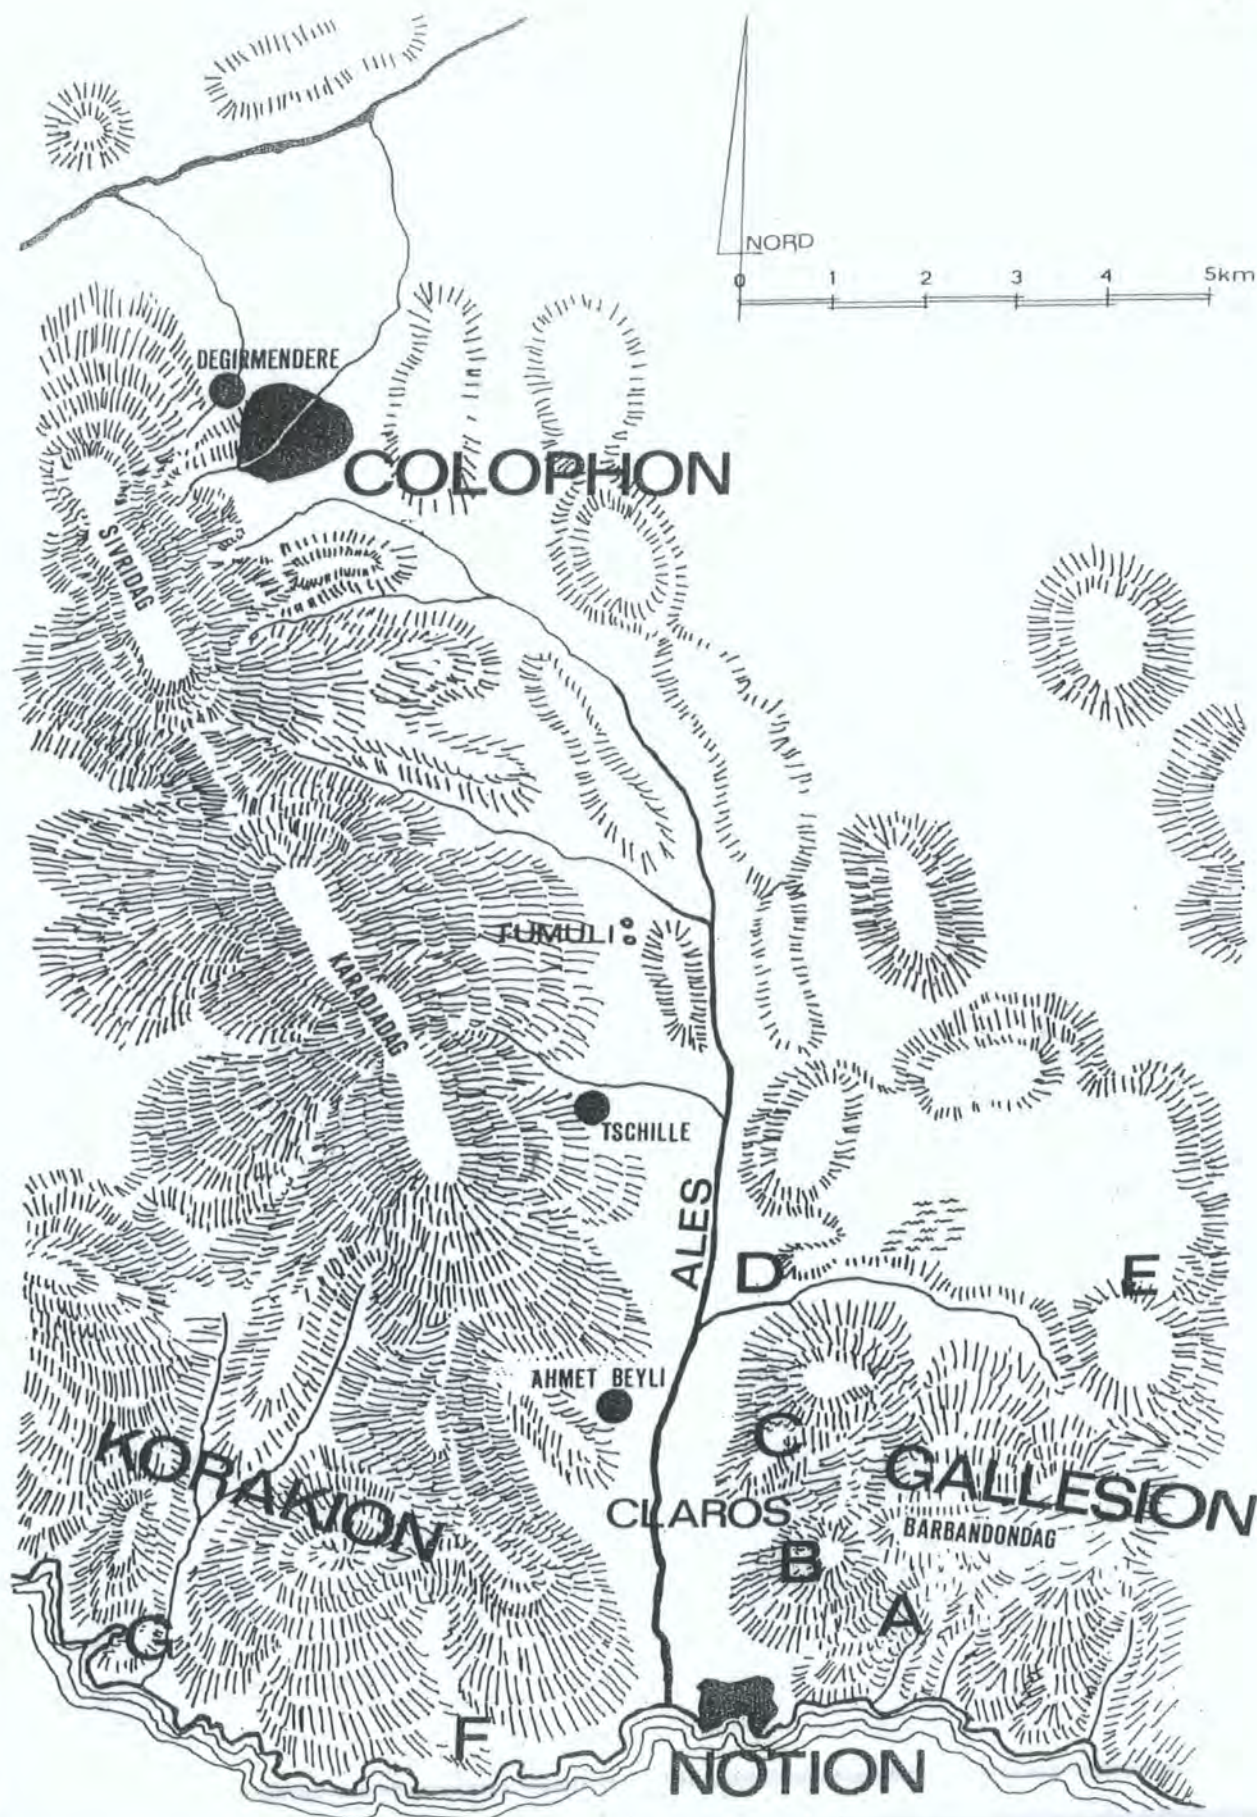 NORD
0 1 2 3 4 5km
DEGIRMENDERE
COLOPHON
SIVRIDAG
TUMULI
KARADJADAG
TSCHILLE
ALES
D
E
AHMET BEYLI
C
KORAKION
GALLESION
CLAROS
BARBANDONDAG
B
A
G
F
NOTION